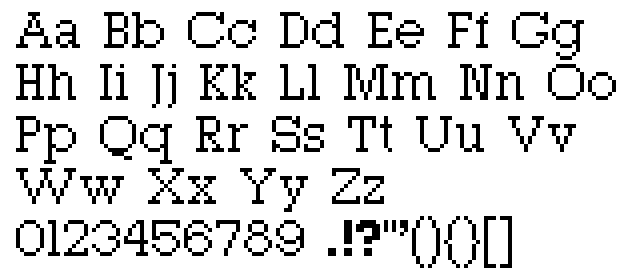 Aa Bb Cc Dd Ee Ff Gg
Hh Ii Jj Kk Ll Mm Nn Oo
Pp Qq Rr Ss Tt Uu Vv
Ww Xx Yy Zz
0123456789 .!?"'(){}[]